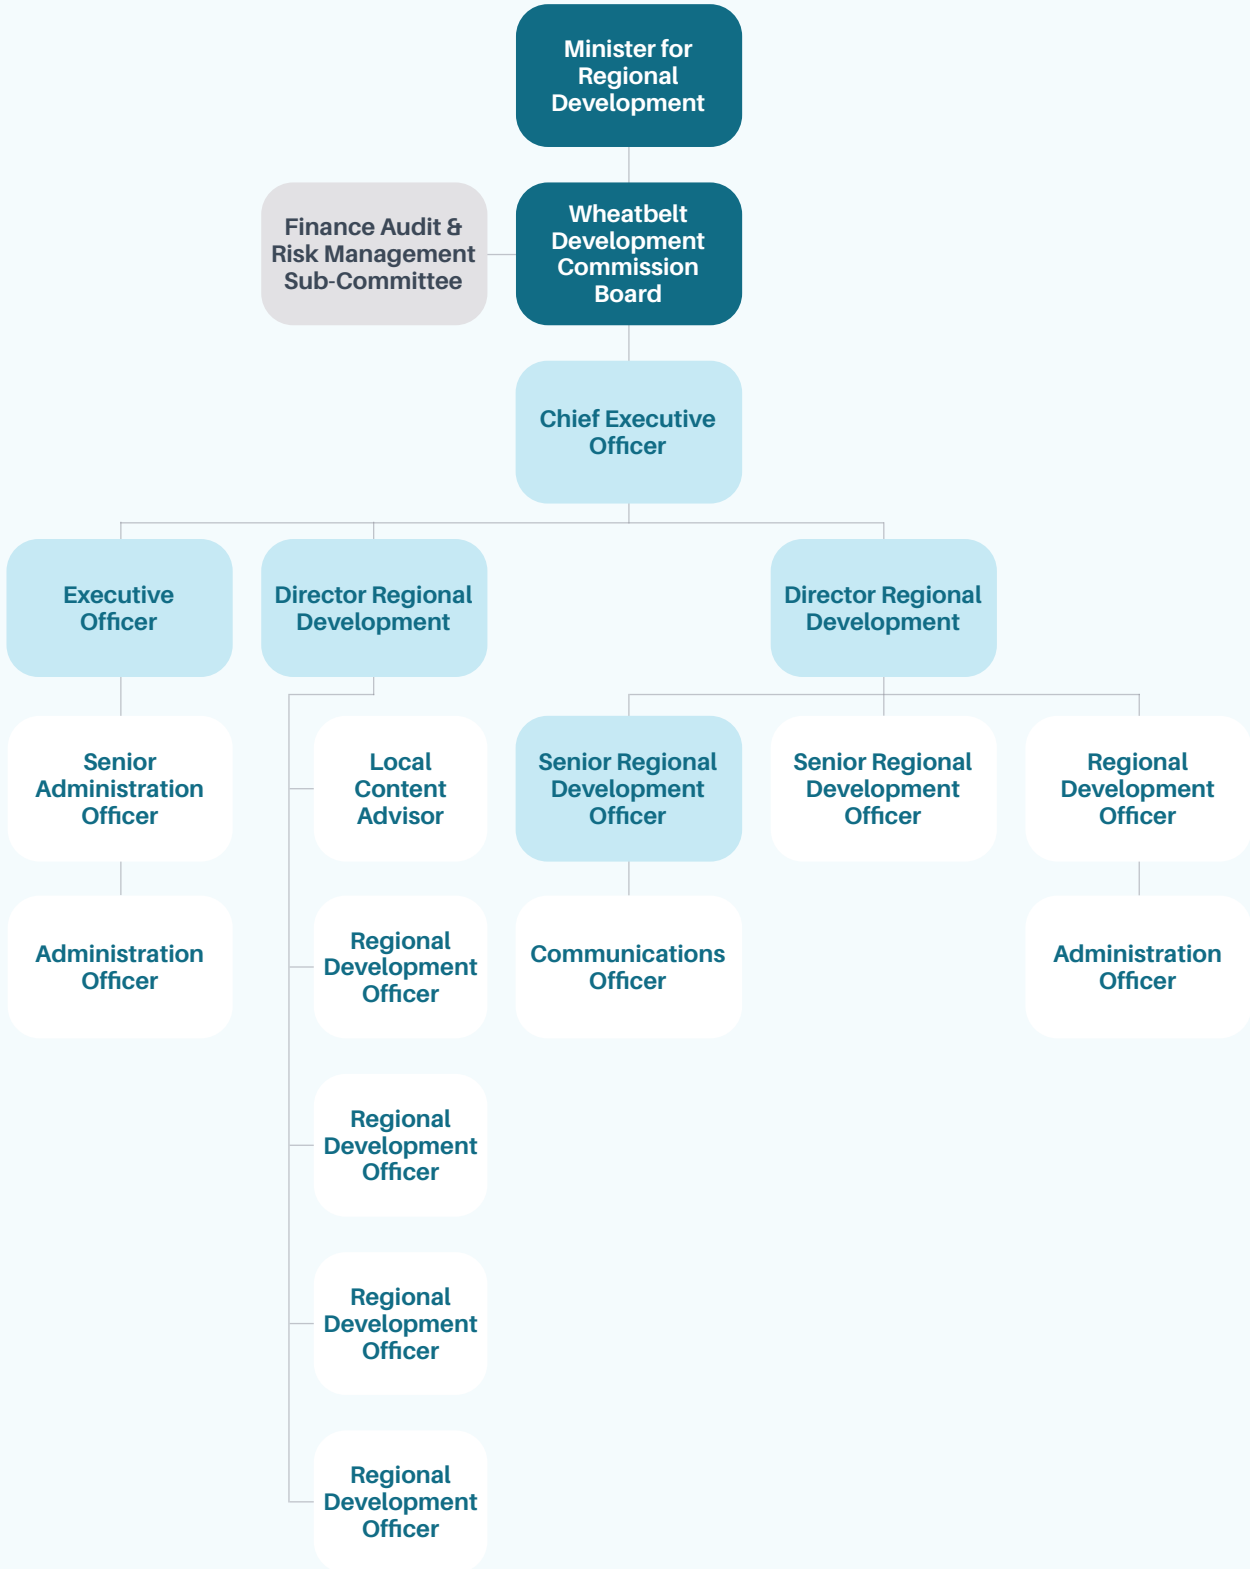 Minister for
Regional
Development
Finance Audit &
Risk Management
Sub-Committee
Wheatbelt
Development
Commission
Board
Chief Executive
Officer
Executive
Officer
Director Regional
Development
Director Regional
Development
Senior
Administration
Officer
Local
Content
Advisor
Senior Regional
Development
Officer
Senior Regional
Development
Officer
Regional
Development
Officer
Administration
Officer
Regional
Development
Officer
Communications
Officer
Administration
Officer
Regional
Development
Officer
Regional
Development
Officer
Regional
Development
Officer